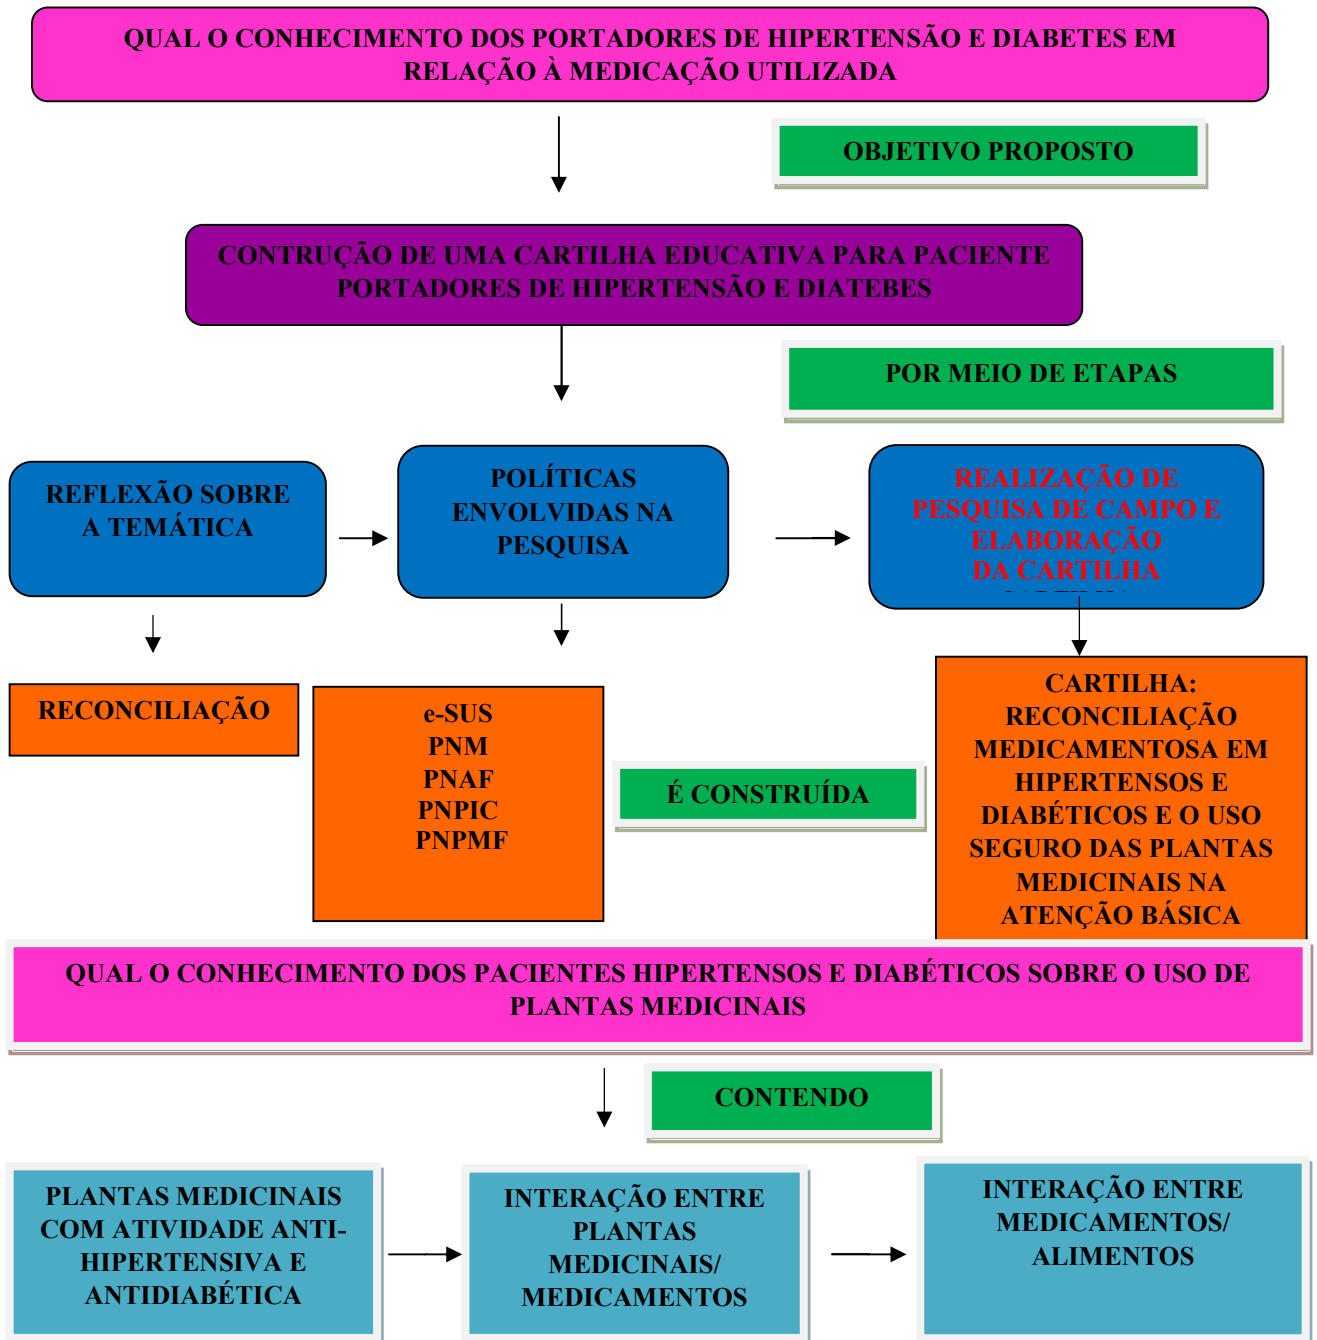 QUAL O CONHECIMENTO DOS PORTADORES DE HIPERTENSÃO E DIABETES EM
RELAÇÃO À MEDICAÇÃO UTILIZADA
OBJETIVO PROPOSTO
CONTRUÇÃO DE UMA CARTILHA EDUCATIVA PARA PACIENTE
PORTADORES DE HIPERTENSÃO E DIATEBES
POR MEIO DE ETAPAS
REFLEXÃO SOBRE
A TEMÁTICA
POLÍTICAS
ENVOLVIDAS NA
PESQUISA
REALIZAÇÃO DE
PESQUISA DE CAMPO E
ELABORAÇÃO
DA CARTILHA
RECONCILIAÇÃO
e-SUS
PNM
PNAF
PNPIC
PNPMF
É CONSTRUÍDA
CARTILHA:
RECONCILIAÇÃO
MEDICAMENTOSA EM
HIPERTENSOS E
DIABÉTICOS E O USO
SEGURO DAS PLANTAS
MEDICINAIS NA
ATENÇÃO BÁSICA
QUAL O CONHECIMENTO DOS PACIENTES HIPERTENSOS E DIABÉTICOS SOBRE O USO DE
PLANTAS MEDICINAIS
CONTENDO
PLANTAS MEDICINAIS
COM ATIVIDADE ANTI-
HIPERTENSIVA E
ANTIDIABÉTICA
INTERAÇÃO ENTRE
PLANTAS
MEDICINAIS/
MEDICAMENTOS
INTERAÇÃO ENTRE
MEDICAMENTOS/
ALIMENTOS